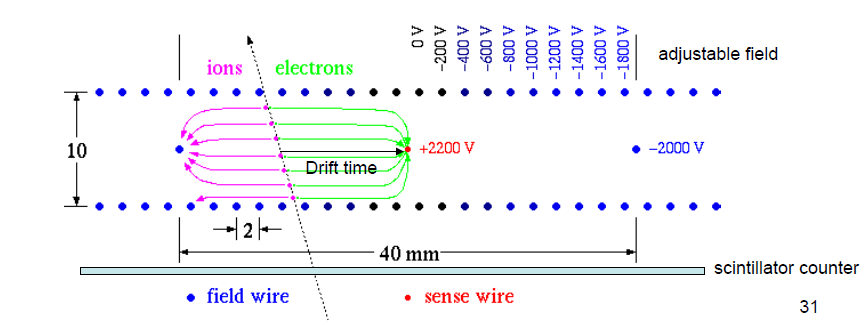 0 V
-200 V
-400 V
-600 V
-800 V
-1000 V
-1200 V
-1400 V
-1600 V
-1800 V
adjustable field
ions electrons
10
+2200 V
-2000 V
Drift time
2
40 mm
scintillator counter
field wire
sense wire
31